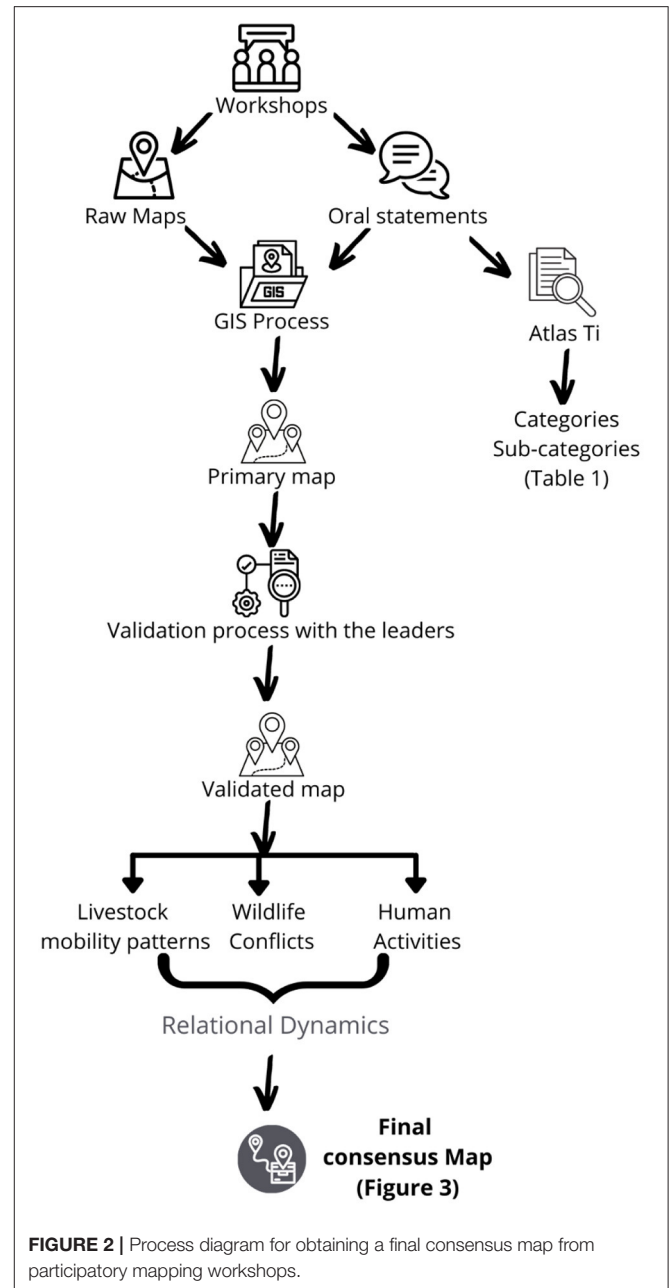 Workshops
Raw Maps
Oral statements
GIS
GIS Process
Atlas Ti
Categories
Sub-categories
(Table 1)
Primary map
Validation process with the leaders
Validated map
Livestock
mobility patterns
Wildlife
Conflicts
Human
Activities
Relational Dynamics
Final
consensus Map
(Figure 3)
FIGURE 2 | Process diagram for obtaining a final consensus map from
participatory mapping workshops.